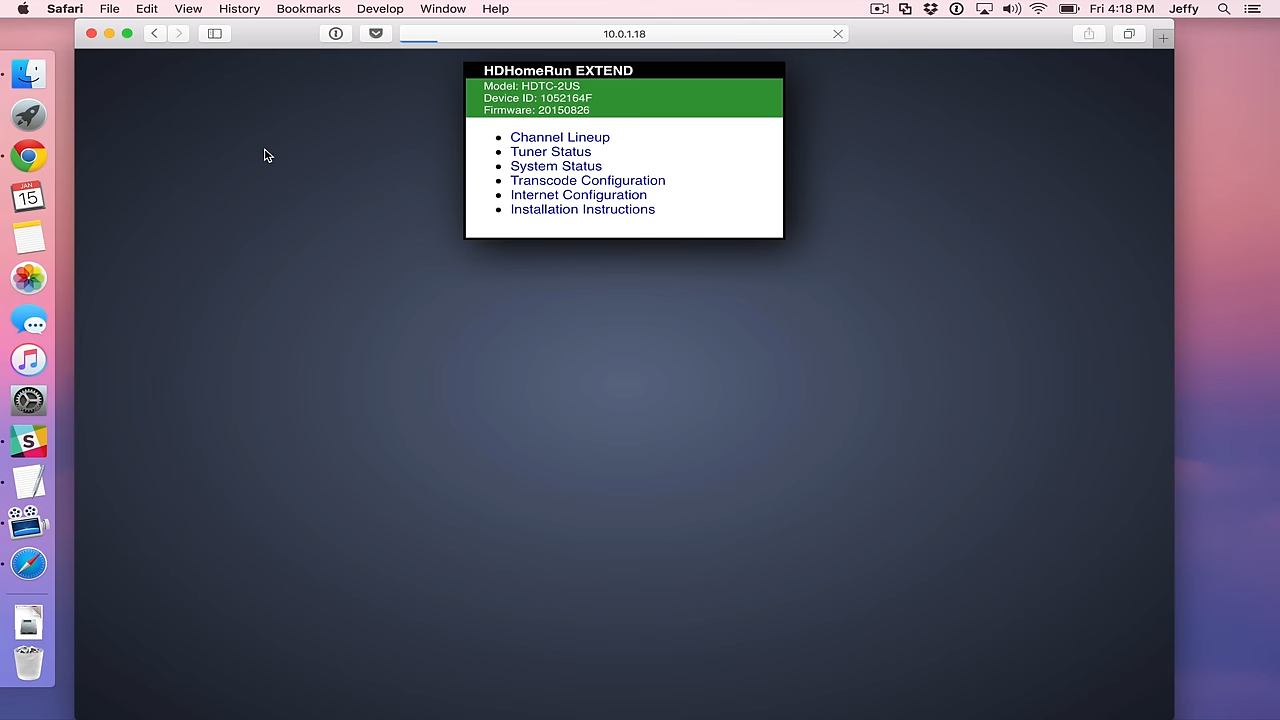 Safari File Edit View History Bookmarks Develop Window Help Fri 4:18 PM Jeffy
10.0.1.18
HDHomeRun EXTEND
Model: HDTC-2US
Device ID: 1052164F
Firmware: 20150826
Channel Lineup
Tuner Status
System Status
Transcode Configuration
Internet Configuration
Installation Instructions
JAN
15
S